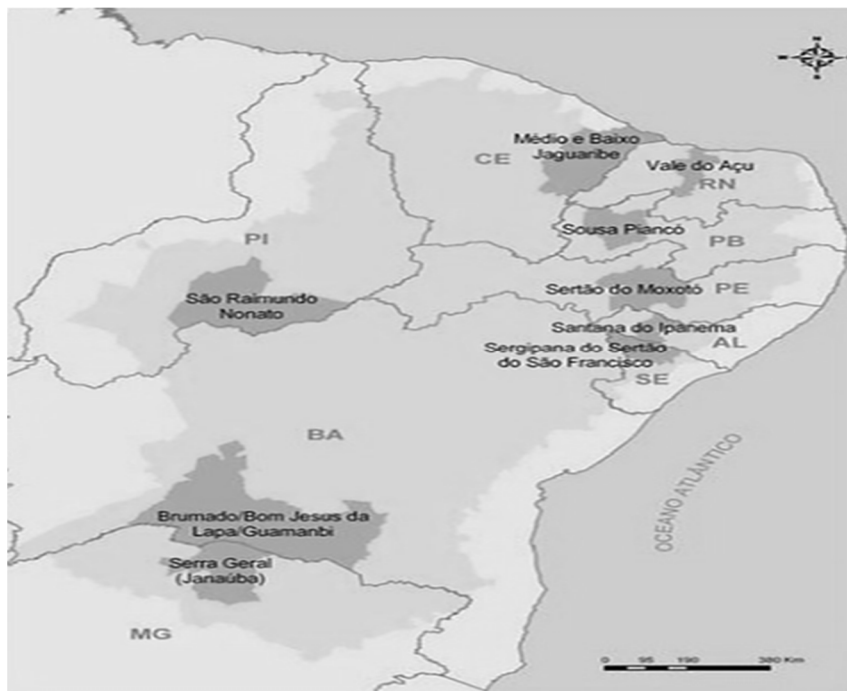 Médio e Baixo
Jaguaribe
CE
Vale do Açu
RN
Sousa Piancó
PB
PI
São Raimundo
Nonato
Sertão do Moxotó
PE
Santana do Ipanema
AL
Sergipana do Sertão
do São Francisco
SE
BA
OCEANO ATLÂNTICO
Brumado/Bom Jesus da
Lapa/Guamanbi
Serra Geral
(Janaúba)
MG
0 95 190 380 Km